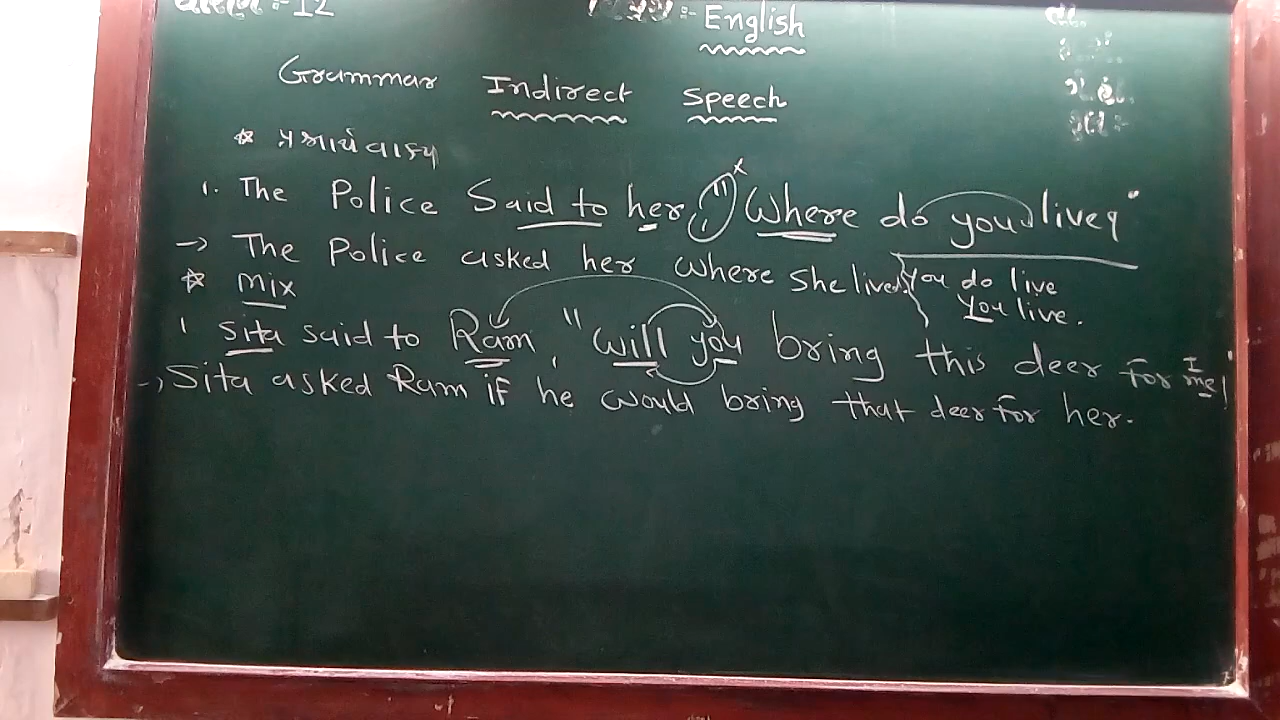 ધોરણ :- 12
:- English
Grammar Indirect Speech
☆ પ્રશ્નાર્થ વાક્ય
1. The Police Said to her, " Where do you live?"
→ The Police asked her where She lived.
You do live
You live.
☆ Mix
1 Sita said to Ram, "Will you bring this deer for me
I
→ Sita asked Ram if he would bring that deer for her.